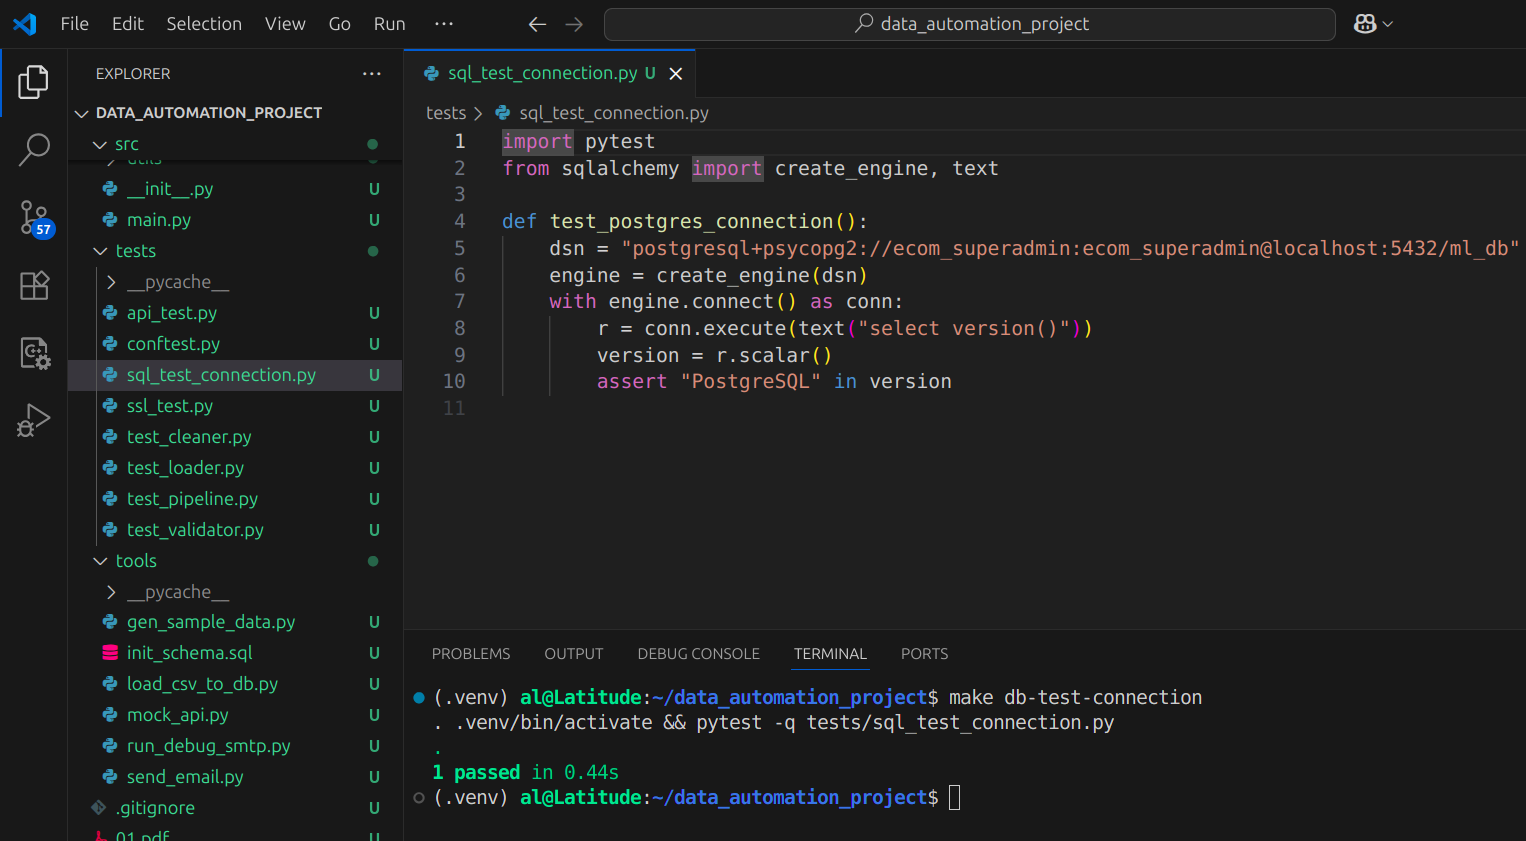 File Edit Selection View Go Run ···
data_automation_project
EXPLORER ···
DATA_AUTOMATION_PROJECT
src
utils
__init__.py U
main.py U
tests
__pycache__
api_test.py U
conftest.py U
sql_test_connection.py U
ssl_test.py U
test_cleaner.py U
test_loader.py U
test_pipeline.py U
test_validator.py U
tools
__pycache__
gen_sample_data.py U
init_schema.sql U
load_csv_to_db.py U
mock_api.py U
run_debug_smtp.py U
send_email.py U
.gitignore U
01.pdf U
57
sql_test_connection.py U
tests > sql_test_connection.py
1 import pytest
2 from sqlalchemy import create_engine, text
3
4 def test_postgres_connection():
5 dsn = "postgresql+psycopg2://ecom_superadmin:ecom_superadmin@localhost:5432/ml_db"
6 engine = create_engine(dsn)
7 with engine.connect() as conn:
8 r = conn.execute(text("select version()"))
9 version = r.scalar()
10 assert "PostgreSQL" in version
11
PROBLEMS OUTPUT DEBUG CONSOLE TERMINAL PORTS
(.venv) al@Latitude:~/data_automation_project$ make db-test-connection
. .venv/bin/activate && pytest -q tests/sql_test_connection.py
.
1 passed in 0.44s
(.venv) al@Latitude:~/data_automation_project$